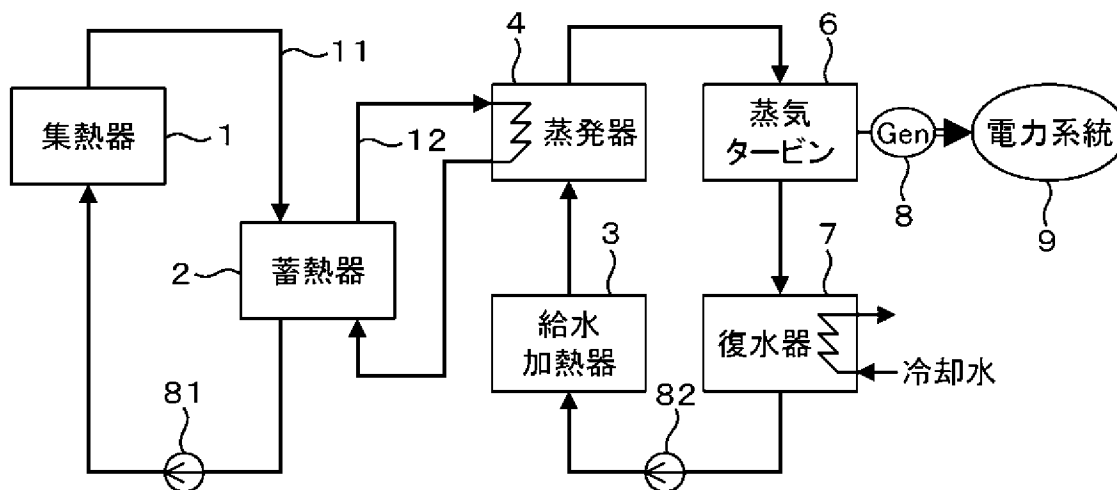 11
4
6
集熱器
1
12
蒸発器
蒸気
タービン
Gen
電力系統
8
9
2
蓄熱器
3
7
給水
加熱器
復水器
冷却水
81
82